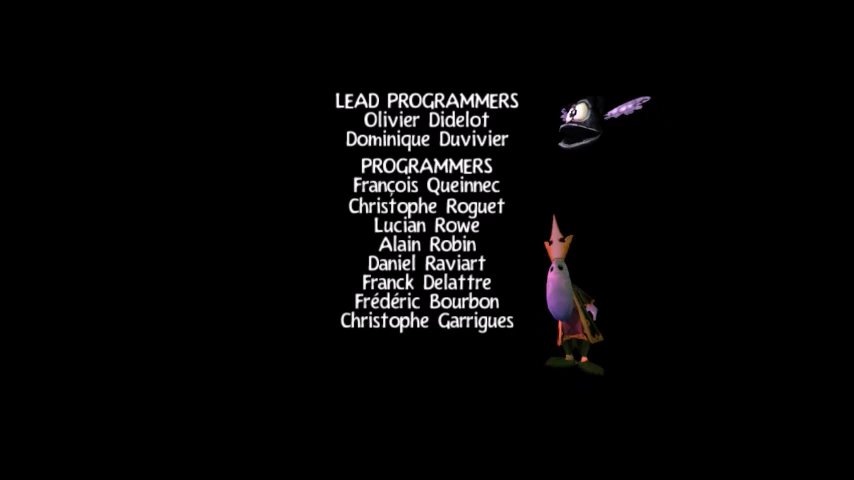 LEAD PROGRAMMERS
Olivier Didelot
Dominique Duvivier
PROGRAMMERS
François Queinnec
Christophe Roguet
Lucian Rowe
Alain Robin
Daniel Raviart
Franck Delattre
Frédéric Bourbon
Christophe Garrigues